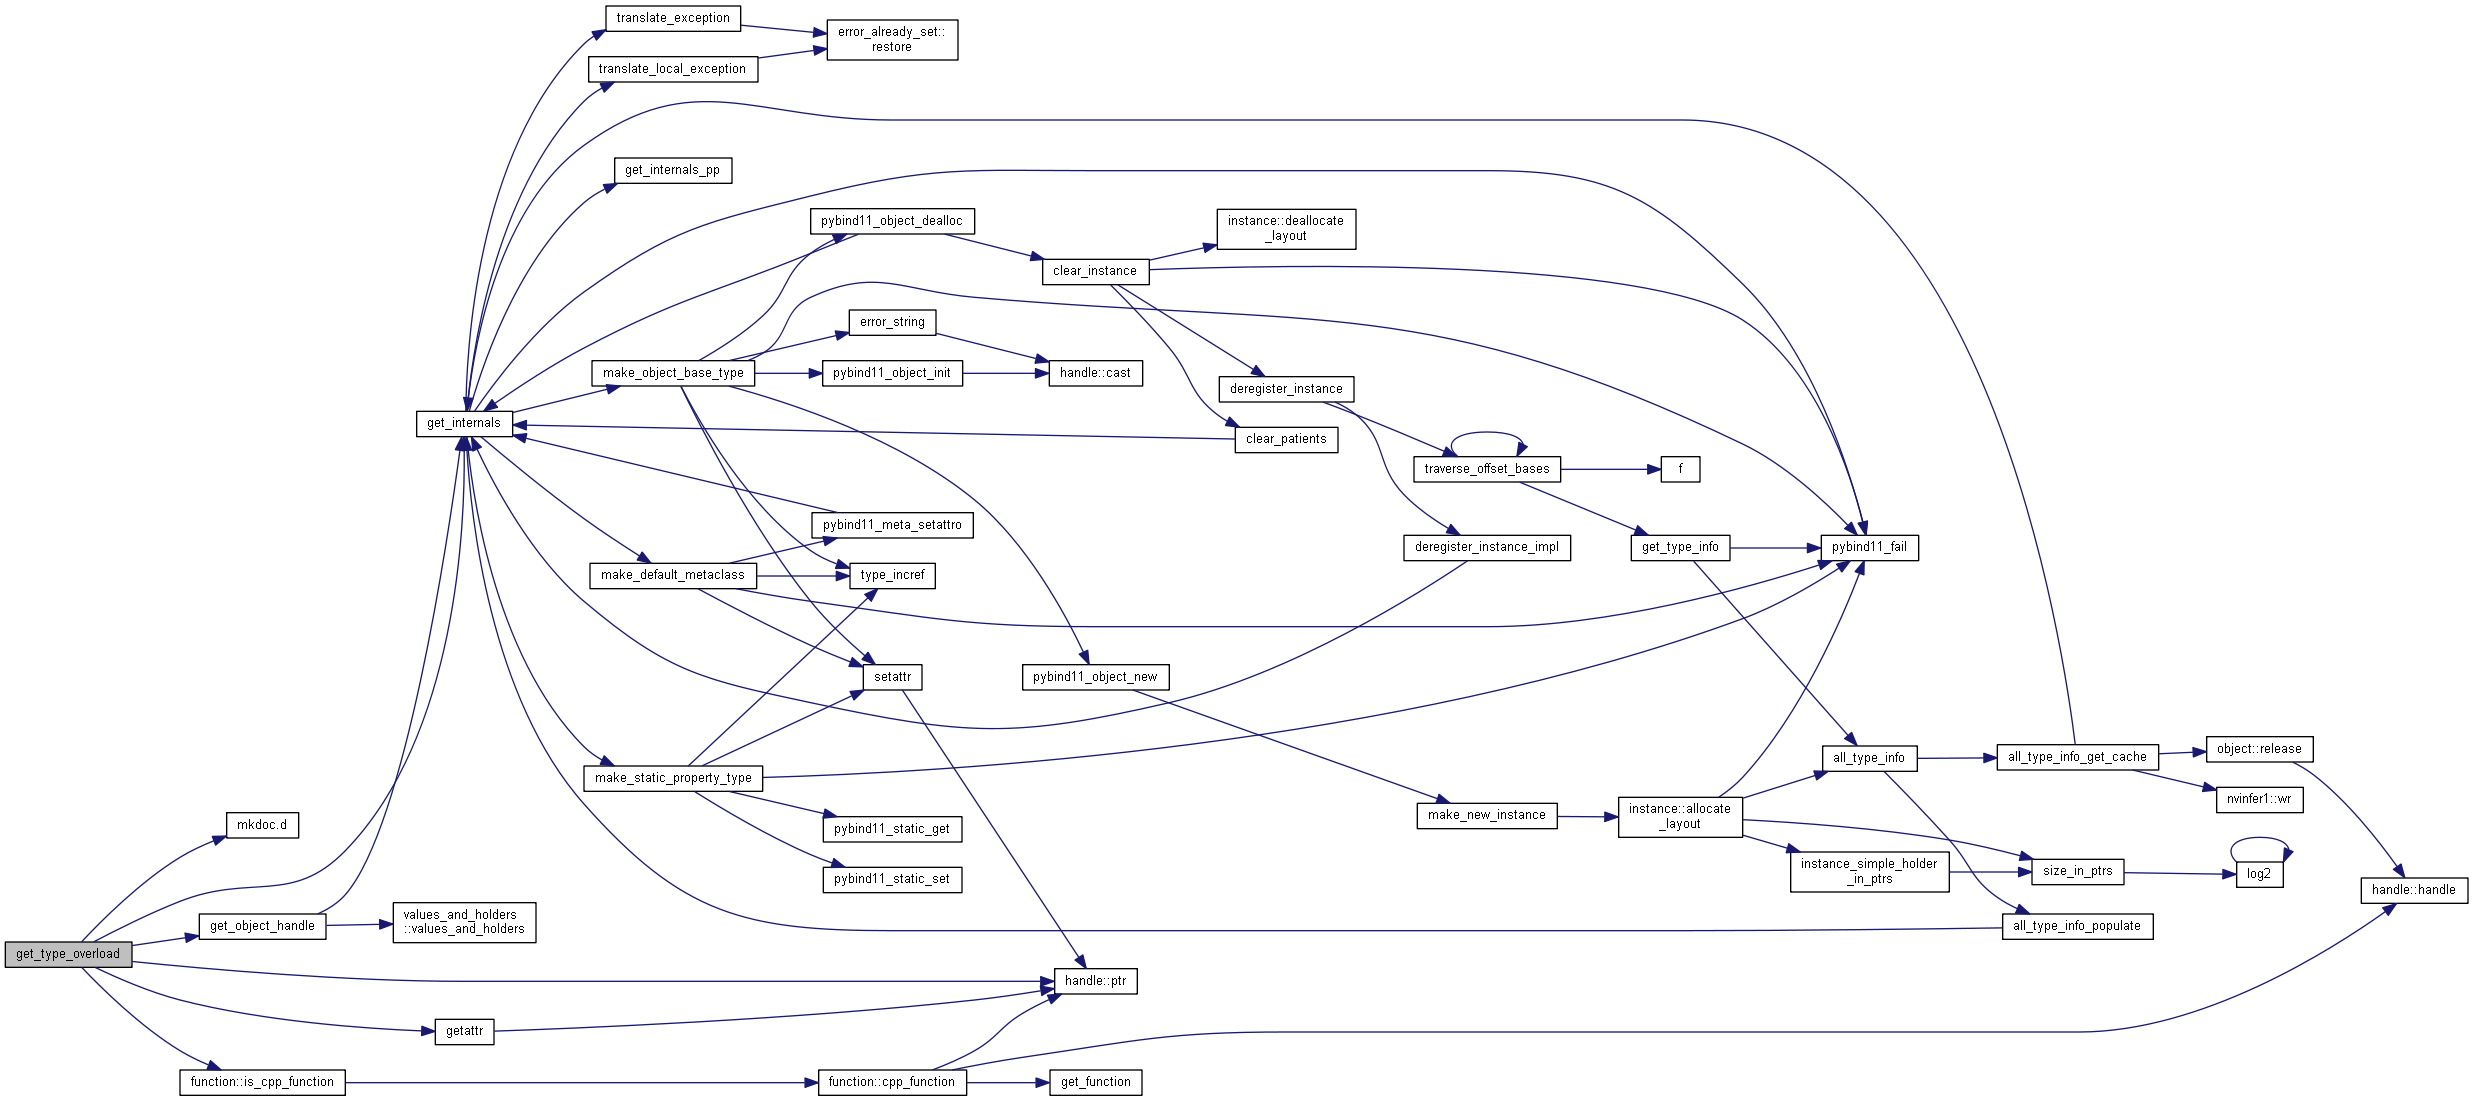 translate_exception
error_already_set::
restore
translate_local_exception
get_internals_pp
pybind11_object_dealloc
instance::deallocate
_layout
clear_instance
error_string
make_object_base_type
pybind11_object_init
handle::cast
deregister_instance
get_internals
clear_patients
traverse_offset_bases
f
pybind11_meta_setattro
deregister_instance_impl
get_type_info
pybind11_fail
make_default_metaclass
type_incref
setattr
pybind11_object_new
object::release
all_type_info
all_type_info_get_cache
make_static_property_type
nvinfer1::wr
mkdoc.d
pybind11_static_get
make_new_instance
instance::allocate
_layout
instance_simple_holder
_in_ptrs
size_in_ptrs
log2
pybind11_static_set
handle::handle
values_and_holders
::values_and_holders
get_object_handle
all_type_info_populate
get_type_overload
handle::ptr
getattr
function::is_cpp_function
function::cpp_function
get_function